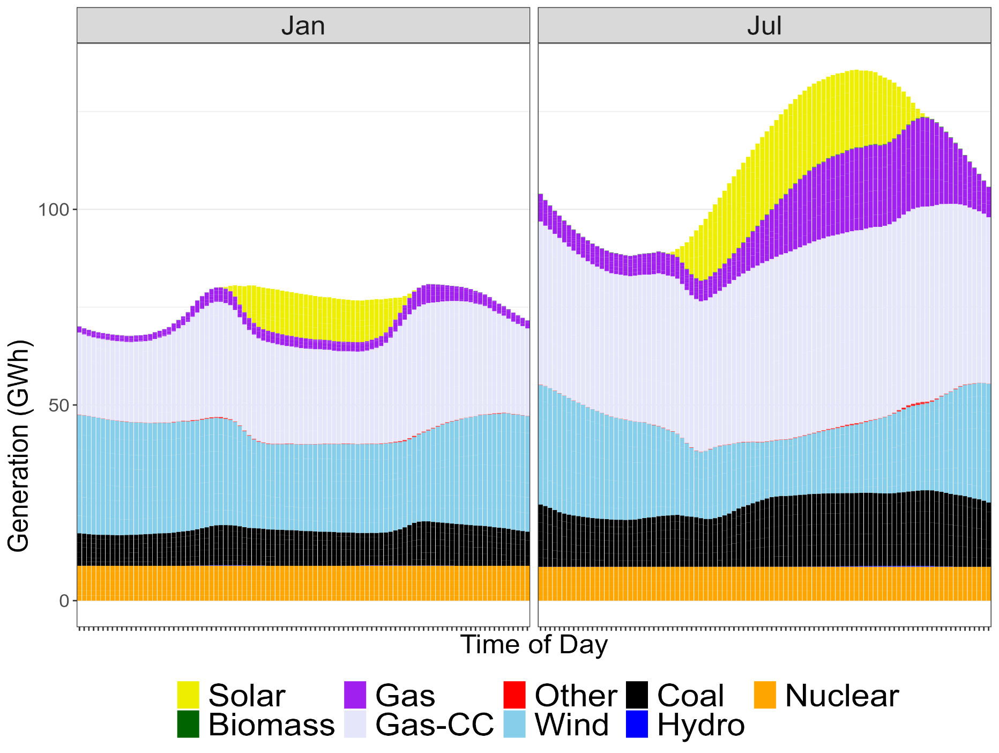 Jan Jul
100
50
0
Generation (GWh)
Time of Day
Solar Gas Other Coal Nuclear
Biomass Gas-CC Wind Hydro